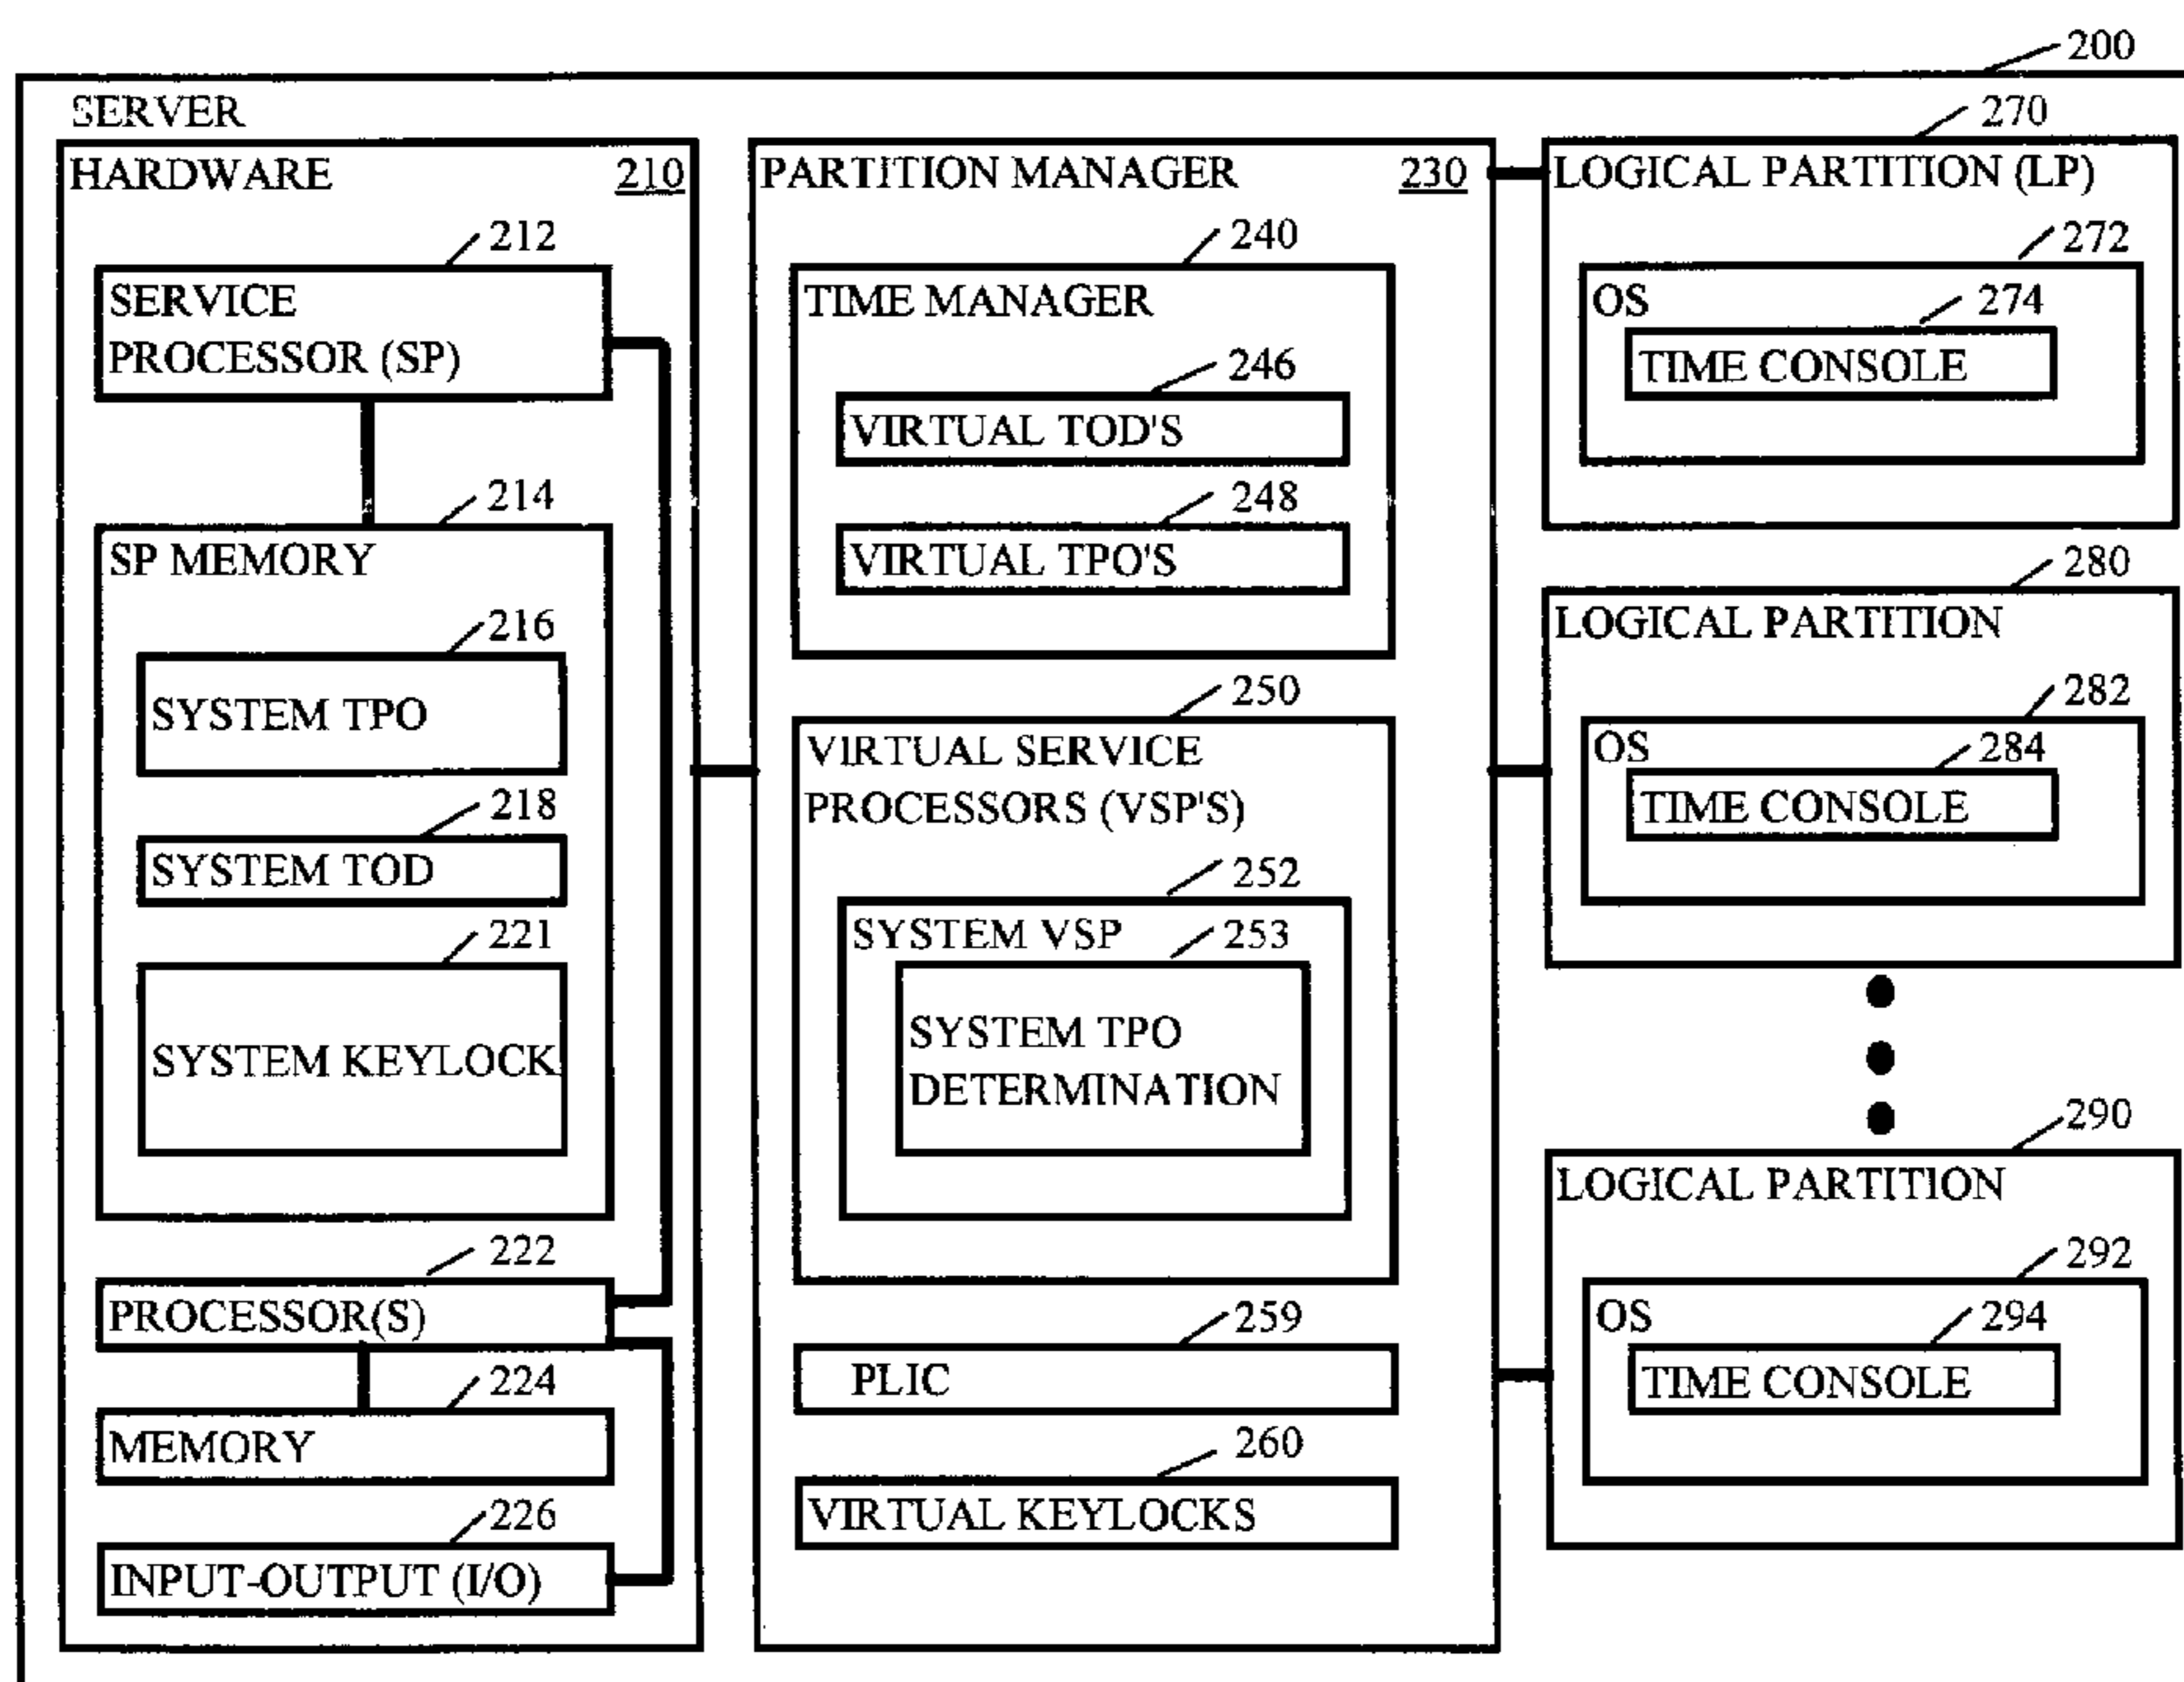 200
SERVER
HARDWARE 210
212
SERVICE
PROCESSOR (SP)
214
SP MEMORY
216
SYSTEM TPO
218
SYSTEM TOD
221
SYSTEM KEYLOCK
222
PROCESSOR(S)
224
MEMORY
226
INPUT-OUTPUT (I/O)
PARTITION MANAGER 230
240
TIME MANAGER
246
VIRTUAL TOD'S
248
VIRTUAL TPO'S
250
VIRTUAL SERVICE
PROCESSORS (VSP'S)
252
SYSTEM VSP 253
SYSTEM TPO
DETERMINATION
259
PLIC
260
VIRTUAL KEYLOCKS
270
LOGICAL PARTITION (LP)
272
OS 274
TIME CONSOLE
280
LOGICAL PARTITION
282
OS 284
TIME CONSOLE
290
LOGICAL PARTITION
292
OS 294
TIME CONSOLE